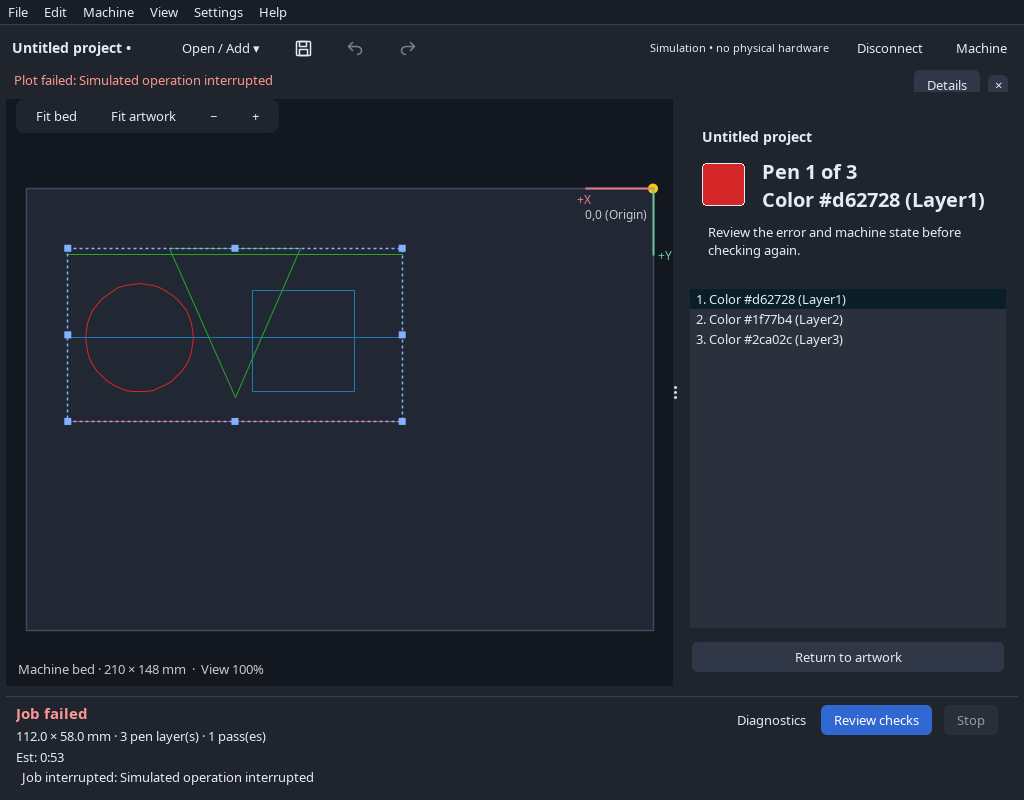 File Edit Machine View Settings Help
Untitled project • Open / Add ▾ Simulation • no physical hardware Disconnect Machine
Plot failed: Simulated operation interrupted Details ×
Fit bed Fit artwork − +
Untitled project
Pen 1 of 3
Color #d62728 (Layer1)
Review the error and machine state before
checking again.
+X
0,0 (Origin)
+Y
1. Color #d62728 (Layer1)
2. Color #1f77b4 (Layer2)
3. Color #2ca02c (Layer3)
Return to artwork
Machine bed · 210 × 148 mm · View 100%
Job failed
112.0 × 58.0 mm · 3 pen layer(s) · 1 pass(es)
Est: 0:53
Job interrupted: Simulated operation interrupted
Diagnostics Review checks Stop